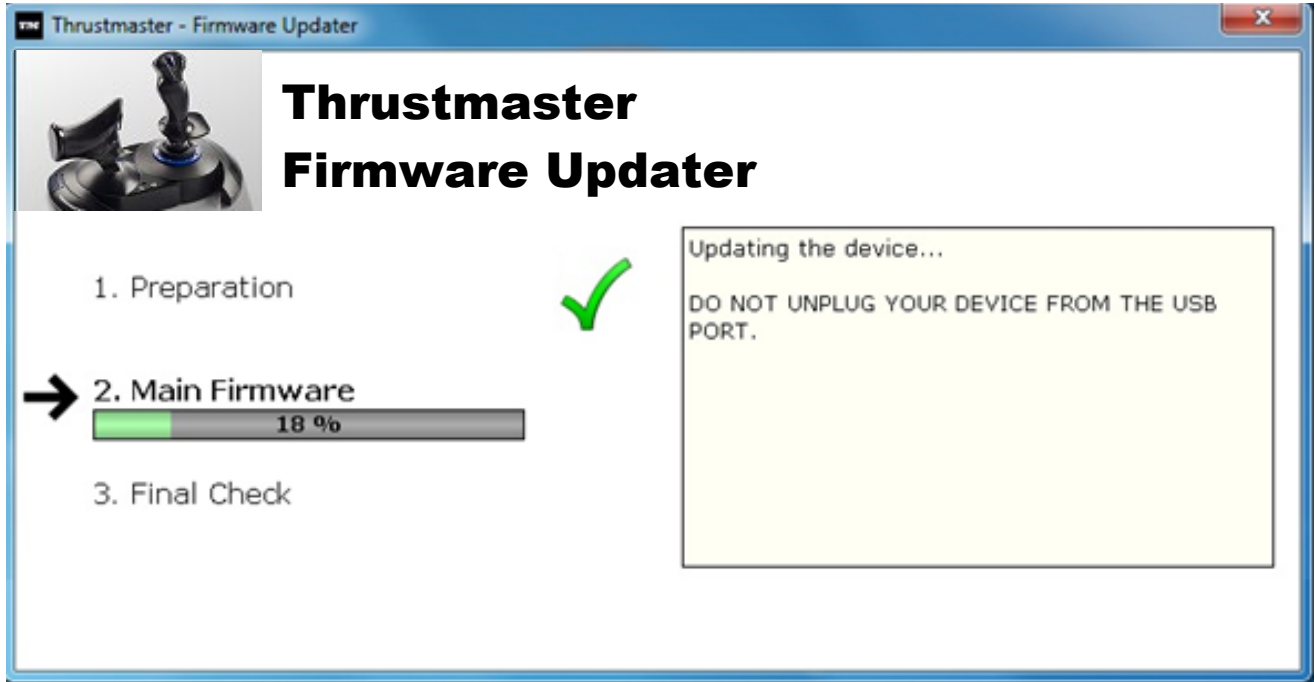 TM Thrustmaster - Firmware Updater
x
Thrustmaster
Firmware Updater
1. Preparation
2. Main Firmware
18 %
3. Final Check
Updating the device...
DO NOT UNPLUG YOUR DEVICE FROM THE USB
PORT.